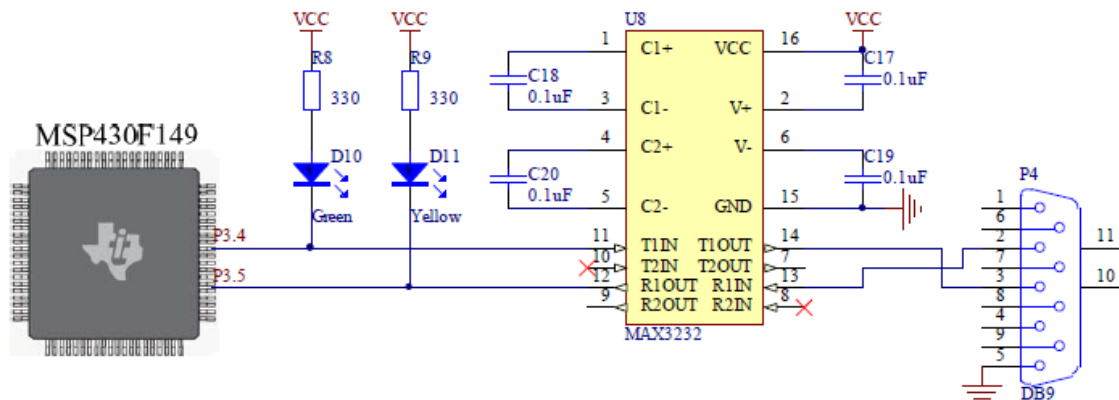 VCC
VCC
U8
VCC
R8
R9
330
330
1
C1+
VCC
16
C17
0.1uF
C18
0.1uF
3
C1-
V+
2
MSP430F149
D10
D11
4
C2+
V-
6
C20
0.1uF
C19
0.1uF
P4
Green
Yellow
5
C2-
GND
15
P3.4
11
T1IN
T1OUT
14
10
T2IN
T2OUT
7
P3.5
12
R1OUT
R1IN
13
9
R2OUT
R2IN
8
MAX3232
1
6
2
11
7
3
10
8
4
9
5
DB9